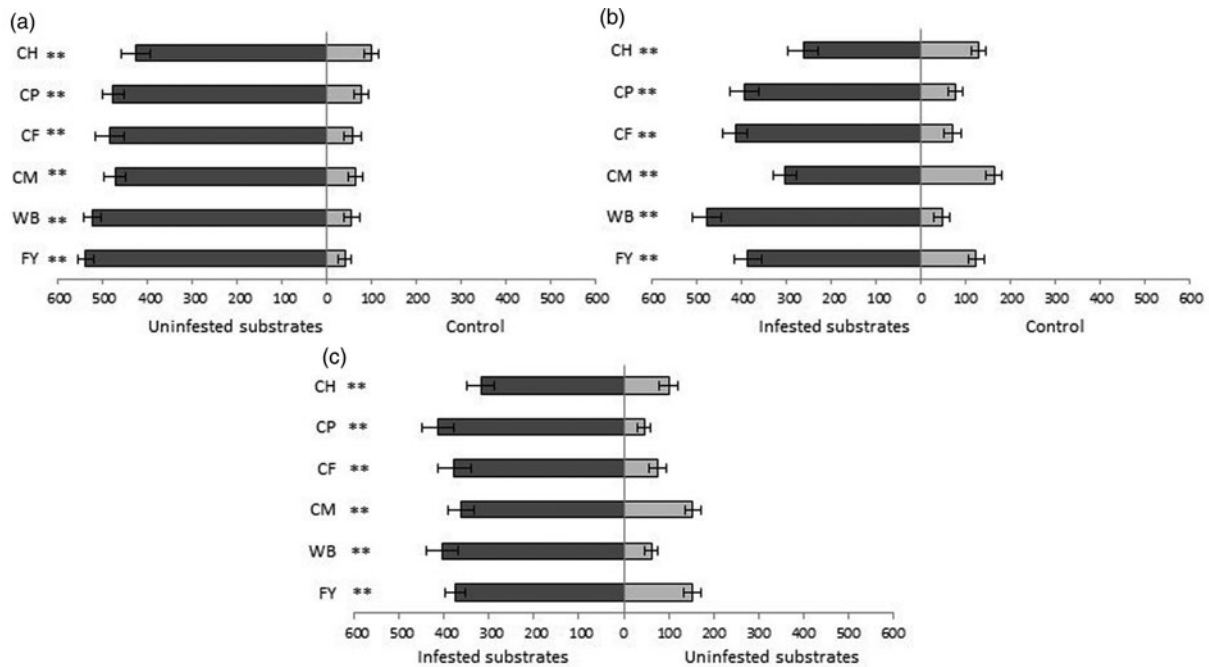 (a)
CH **
CP **
CF **
CM **
WB **
FY **
600 500 400 300 200 100 0 100 200 300 400 500 600
Uninfested substrates Control
(b)
CH **
CP **
CF **
CM **
WB **
FY **
600 500 400 300 200 100 0 100 200 300 400 500 600
Infested substrates Control
(c)
CH **
CP **
CF **
CM **
WB **
FY **
600 500 400 300 200 100 0 100 200 300 400 500 600
Infested substrates Uninfested substrates